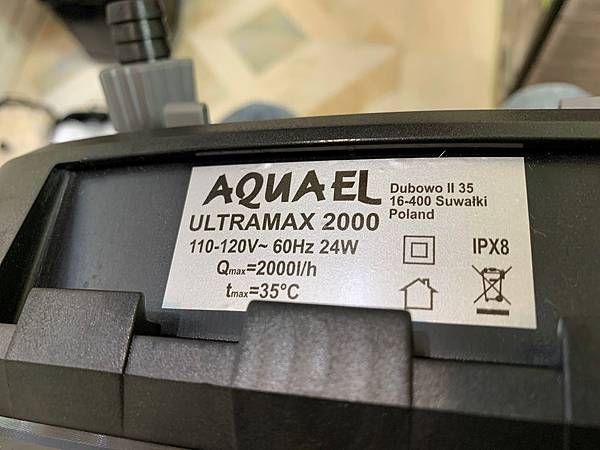 AQUAEL
Dubowo II 35
16-400 Suwałki
Poland
ULTRAMAX 2000
110-120V~ 60Hz 24W
Qmax=2000l/h
tmax=35°C
IPX8